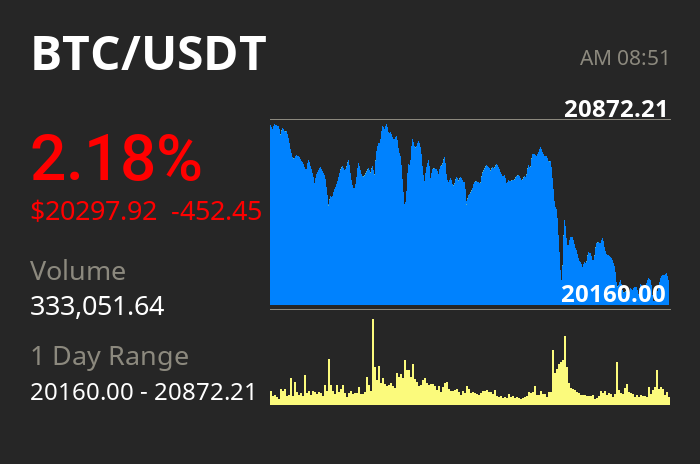 BTC/USDT
AM 08:51
20872.21
2.18%
$20297.92 -452.45
Volume
333,051.64
20160.00
1 Day Range
20160.00 - 20872.21